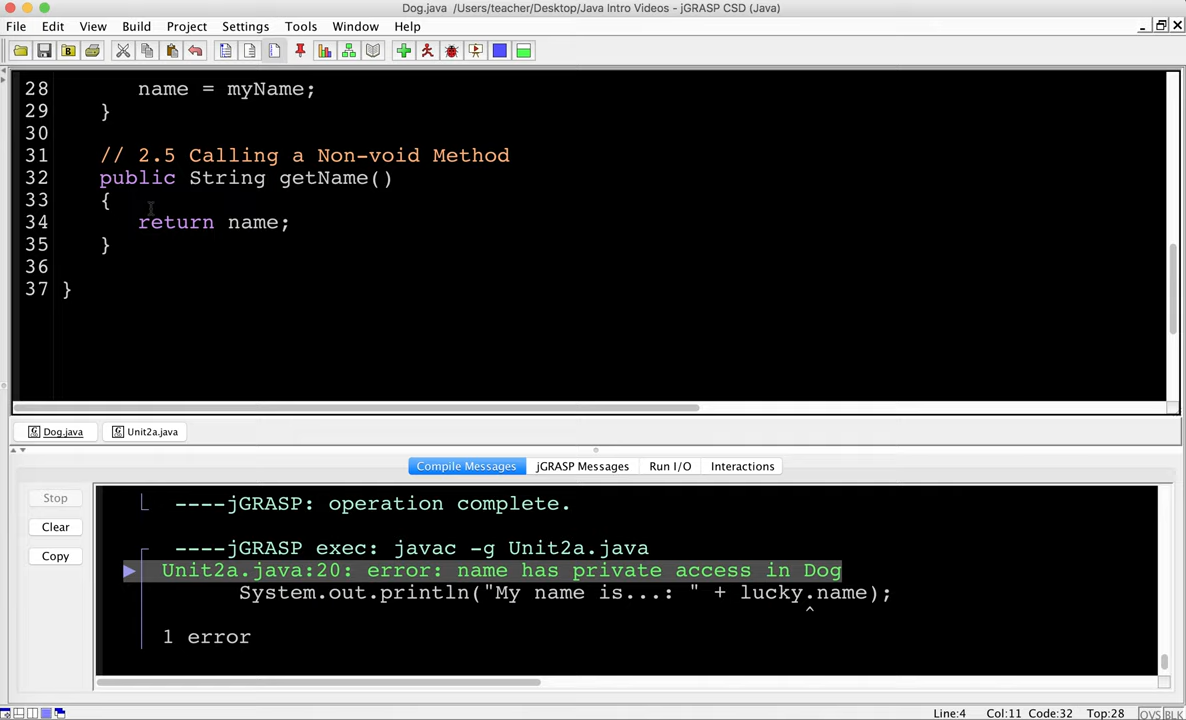 Dog.java /Users/teacher/Desktop/Java Intro Videos - jGRASP CSD (Java)
File Edit View Build Project Settings Tools Window Help
28 name = myName;
29 }
30
31 // 2.5 Calling a Non-void Method
32 public String getName()
33 {
34 return name;
35 }
36
37 }
Dog.java Unit2a.java
Compile Messages jGRASP Messages Run I/O Interactions
Stop
Clear
Copy
----jGRASP: operation complete.
----jGRASP exec: javac -g Unit2a.java
Unit2a.java:20: error: name has private access in Dog
System.out.println("My name is...: " + lucky.name);
^
1 error
Line:4 Col:11 Code:32 Top:28 OVS BLK